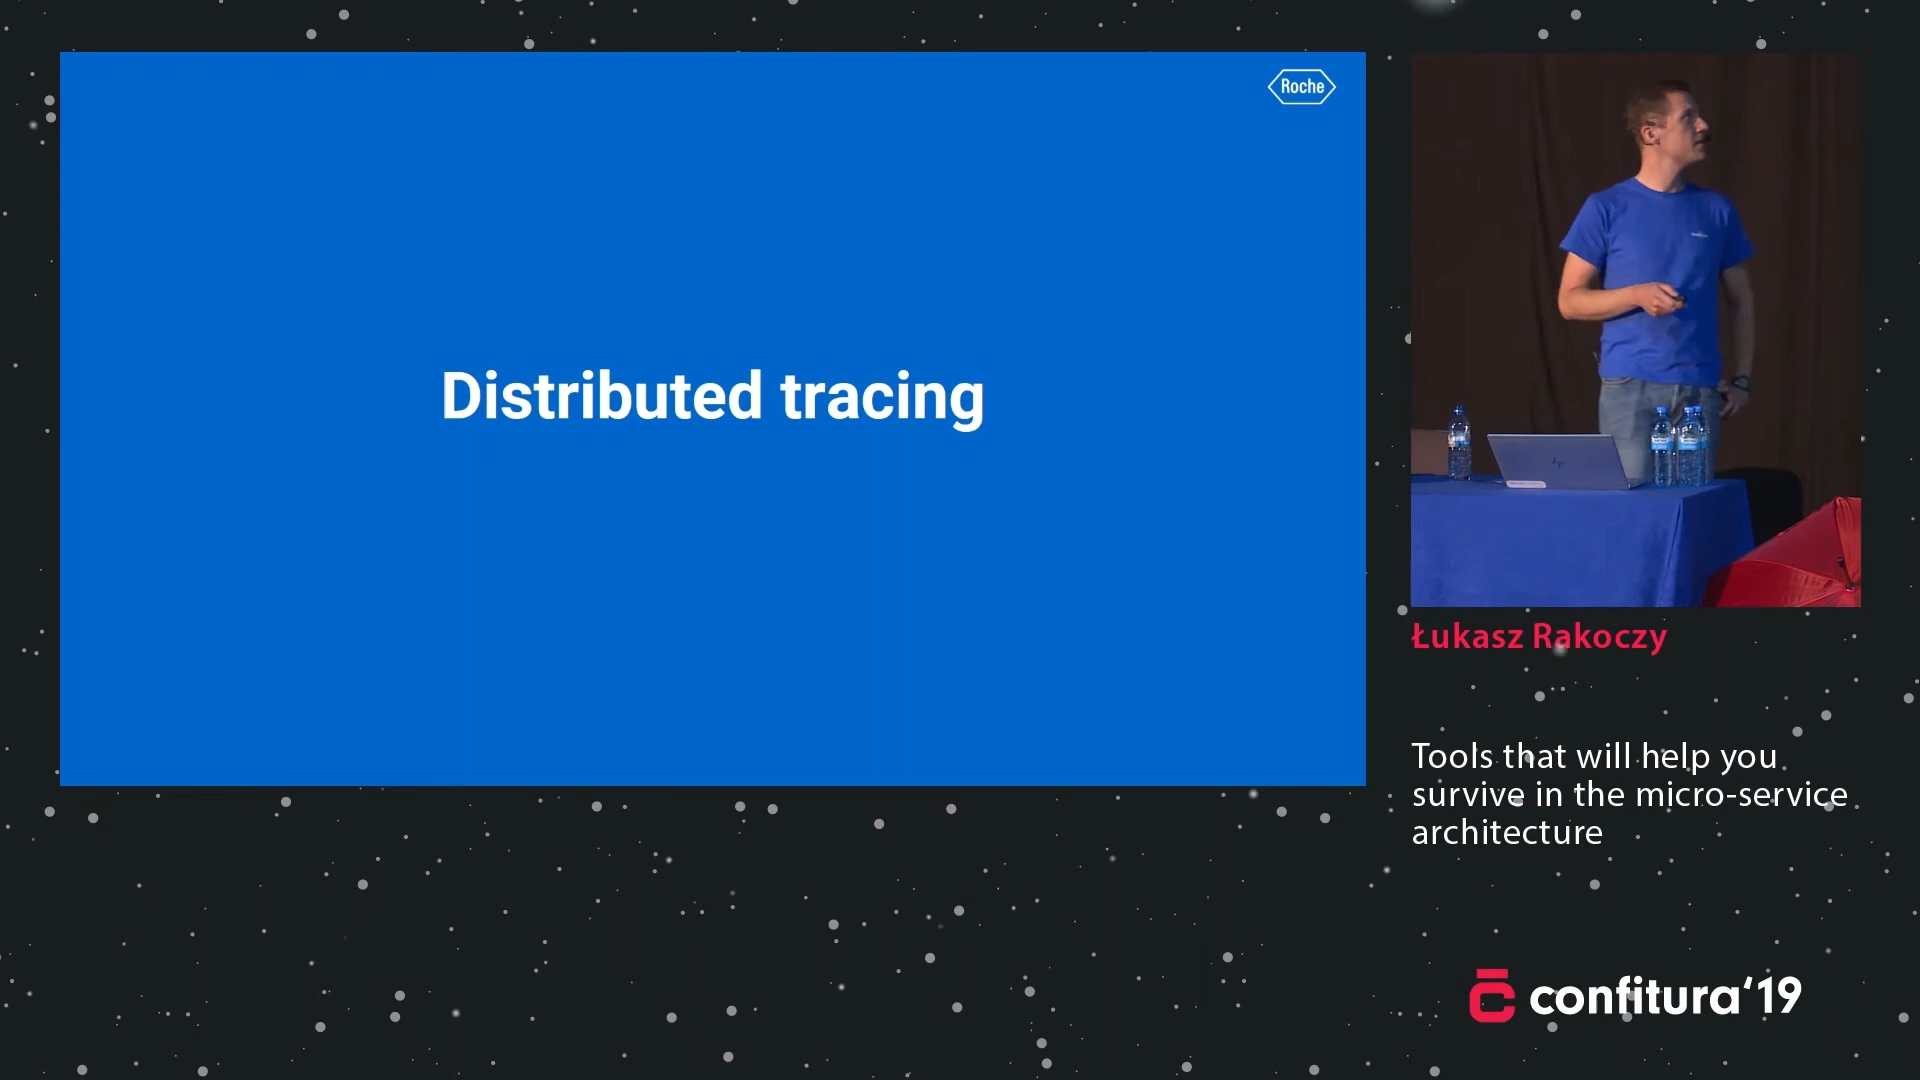 Roche
Distributed tracing
Łukasz Rakoczy
Tools that will help you
survive in the micro-service
architecture
confitura‘19